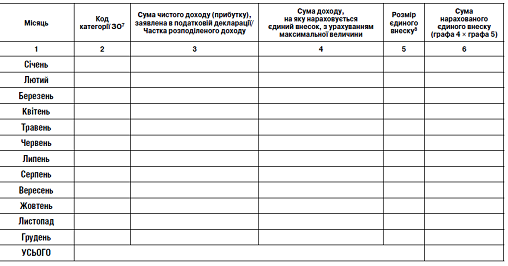 Місяць
Код
категорії ЗО⁷
Сума чистого доходу (прибутку),
заявлена в податковій декларації/
Частка розподіленого доходу
Сума доходу,
на яку нараховується
єдиний внесок, з урахуванням
максимальної величини
Розмір
єдиного
внеску⁸
Сума
нарахованого
єдиного внеску
(графа 4 × графа 5)
1 2 3 4 5 6
Січень
Лютий
Березень
Квітень
Травень
Червень
Липень
Серпень
Вересень
Жовтень
Листопад
Грудень
УСЬОГО